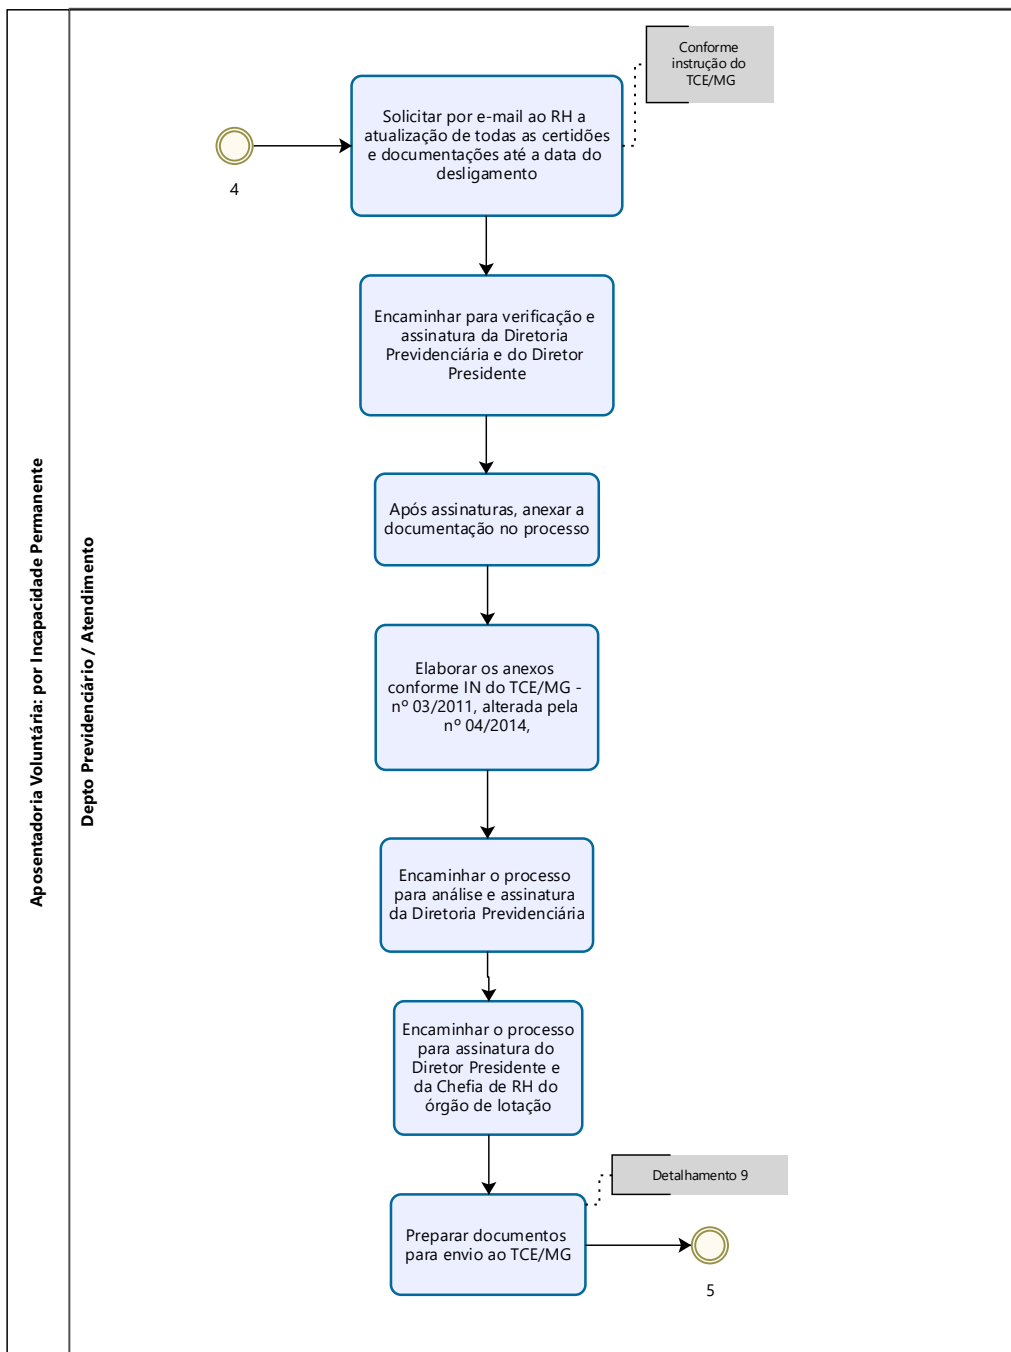 Aposentadoria Voluntária: por Incapacidade Permanente
Depto Previdenciário / Atendimento
Conforme
instrução do
TCE/MG
Solicitar por e-mail ao RH a
atualização de todas as certidões
e documentações até a data do
desligamento
4
Encaminhar para verificação e
assinatura da Diretoria
Previdenciária e do Diretor
Presidente
Após assinaturas, anexar a
documentação no processo
Elaborar os anexos
conforme IN do TCE/MG -
nº 03/2011, alterada pela
nº 04/2014,
Encaminhar o processo
para análise e assinatura
da Diretoria Previdenciária
Encaminhar o processo
para assinatura do
Diretor Presidente e
da Chefia de RH do
órgão de lotação
Detalhamento 9
Preparar documentos
para envio ao TCE/MG
5